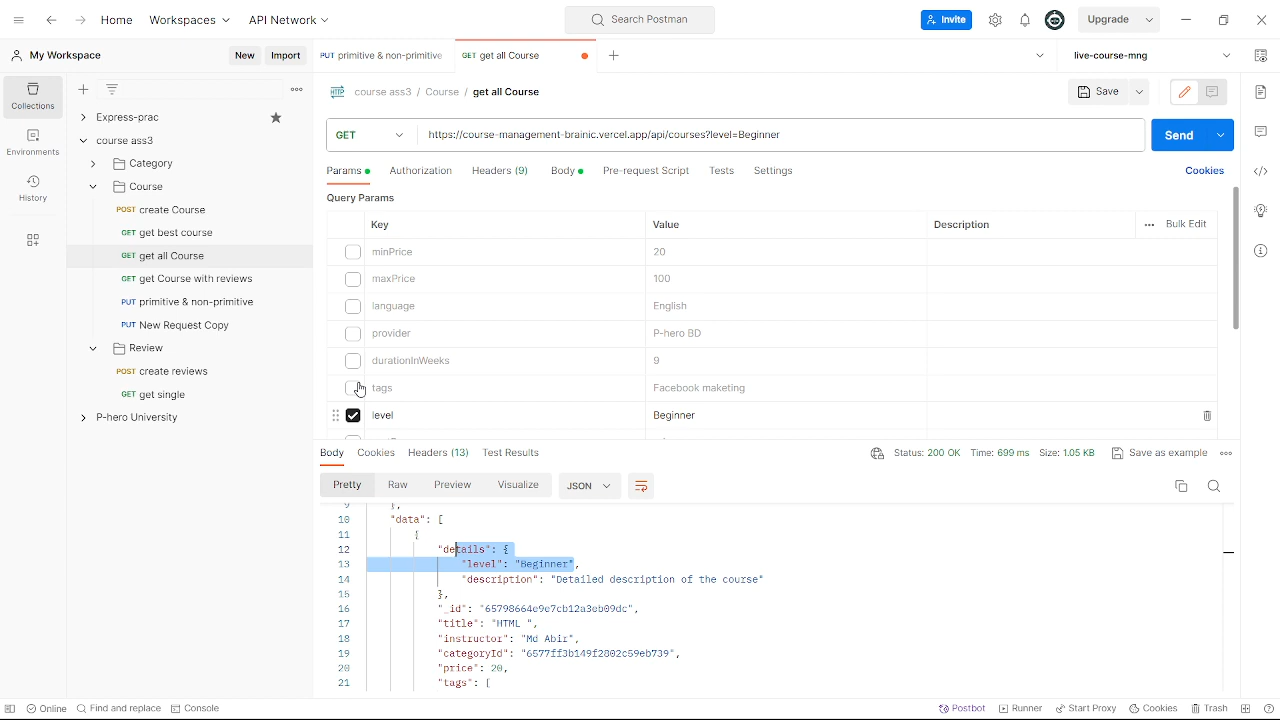 Home Workspaces API Network Search Postman Invite Upgrade
My Workspace New Import PUT primitive & non-primitive GET get all Course live-course-mng
Collections
Environments
History
Express-prac
course ass3
Category
Course
POST create Course
GET get best course
GET get all Course
GET get Course with reviews
PUT primitive & non-primitive
PUT New Request Copy
Review
POST create reviews
GET get single
P-hero University
HTTP course ass3 / Course / get all Course Save
GET https://course-management-brainic.vercel.app/api/courses?level=Beginner Send
Params Authorization Headers (9) Body Pre-request Script Tests Settings Cookies
Query Params
Key Value Description Bulk Edit
minPrice 20
maxPrice 100
language English
provider P-hero BD
durationInWeeks 9
tags Facebook maketing
level Beginner
Body Cookies Headers (13) Test Results Status: 200 OK Time: 699 ms Size: 1.05 KB Save as example
Pretty Raw Preview Visualize JSON
9 },
10 "data": [
11 {
12 "details": {
13 "level": "Beginner",
14 "description": "Detailed description of the course"
15 },
16 "_id": "65798664e9e7cb12a3eb09dc",
17 "title": "HTML ",
18 "instructor": "Md Abir",
19 "categoryId": "6577ff3b149f2802c59eb739",
20 "price": 20,
21 "tags": [
Online Find and replace Console Postbot Runner Start Proxy Cookies Trash